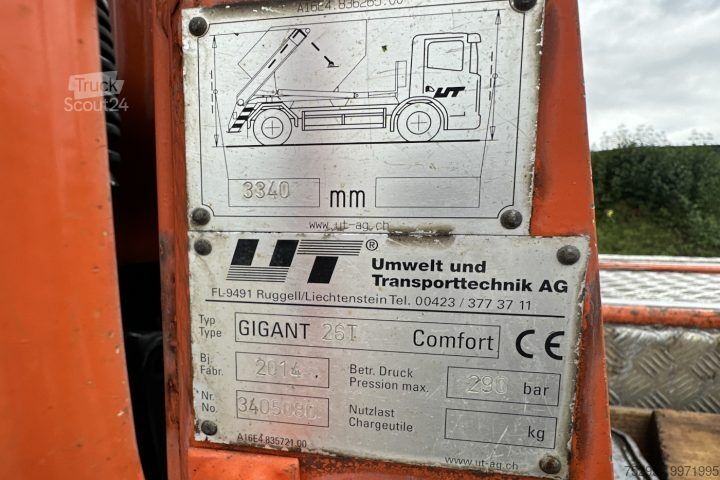 A16E4.836265.00
Truck
Scout24
UT
3340 mm
www.ut-ag.ch
UT ®
Umwelt und
Transporttechnik AG
FL-9491 Ruggell/Liechtenstein Tel. 00423 / 377 37 11
Typ
Type
GIGANT 26T Comfort
CE
Bj.
Fabr.
2014
Betr. Druck
Pression max.
290 bar
Nr.
No.
Nutzlast
Chargeutile
kg
A16E4.835721.00
www.ut-ag.ch